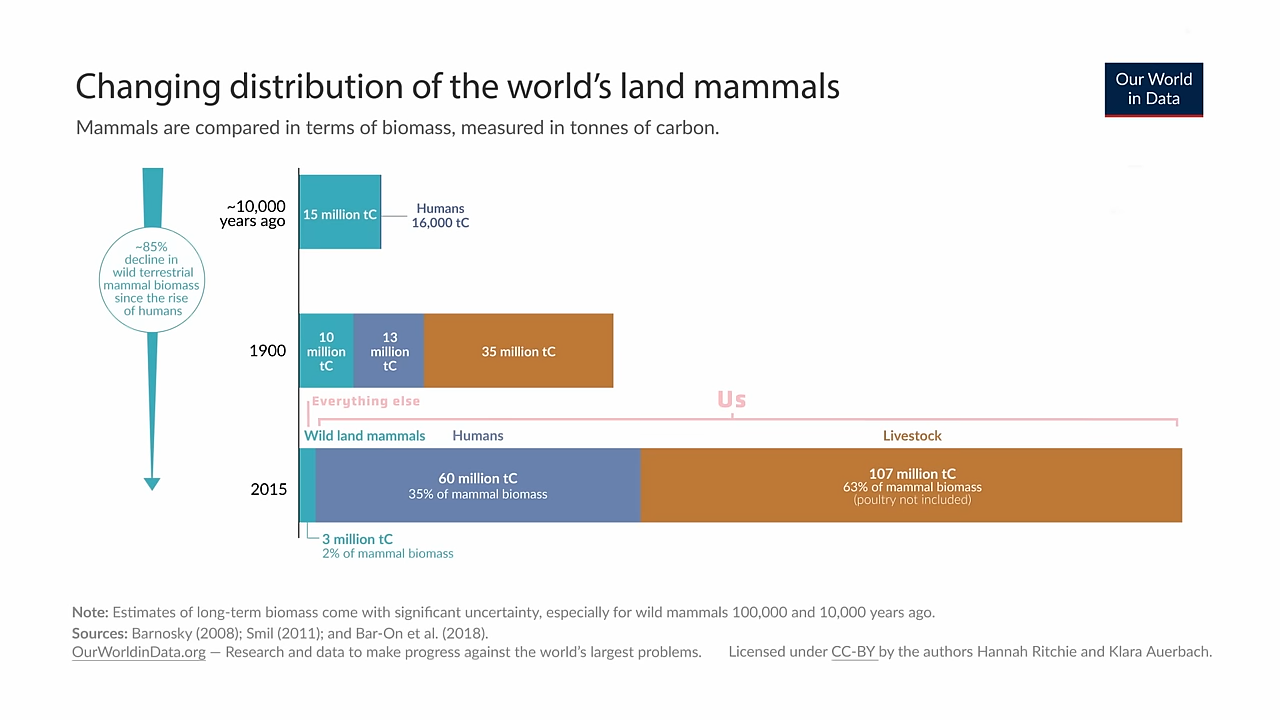 Changing distribution of the world's land mammals
Our World
in Data
Mammals are compared in terms of biomass, measured in tonnes of carbon.
~85%
decline in
wild terrestrial
mammal biomass
since the rise
of humans
~10,000
years ago
15 million tC
Humans
16,000 tC
1900
10
million
tC
13
million
tC
35 million tC
Everything else
Us
Wild land mammals
Humans
Livestock
2015
60 million tC
35% of mammal biomass
107 million tC
63% of mammal biomass
(poultry not included)
3 million tC
2% of mammal biomass
Note: Estimates of long-term biomass come with significant uncertainty, especially for wild mammals 100,000 and 10,000 years ago.
Sources: Barnosky (2008); Smil (2011); and Bar-On et al. (2018).
OurWorldinData.org — Research and data to make progress against the world's largest problems.
Licensed under CC-BY by the authors Hannah Ritchie and Klara Auerbach.